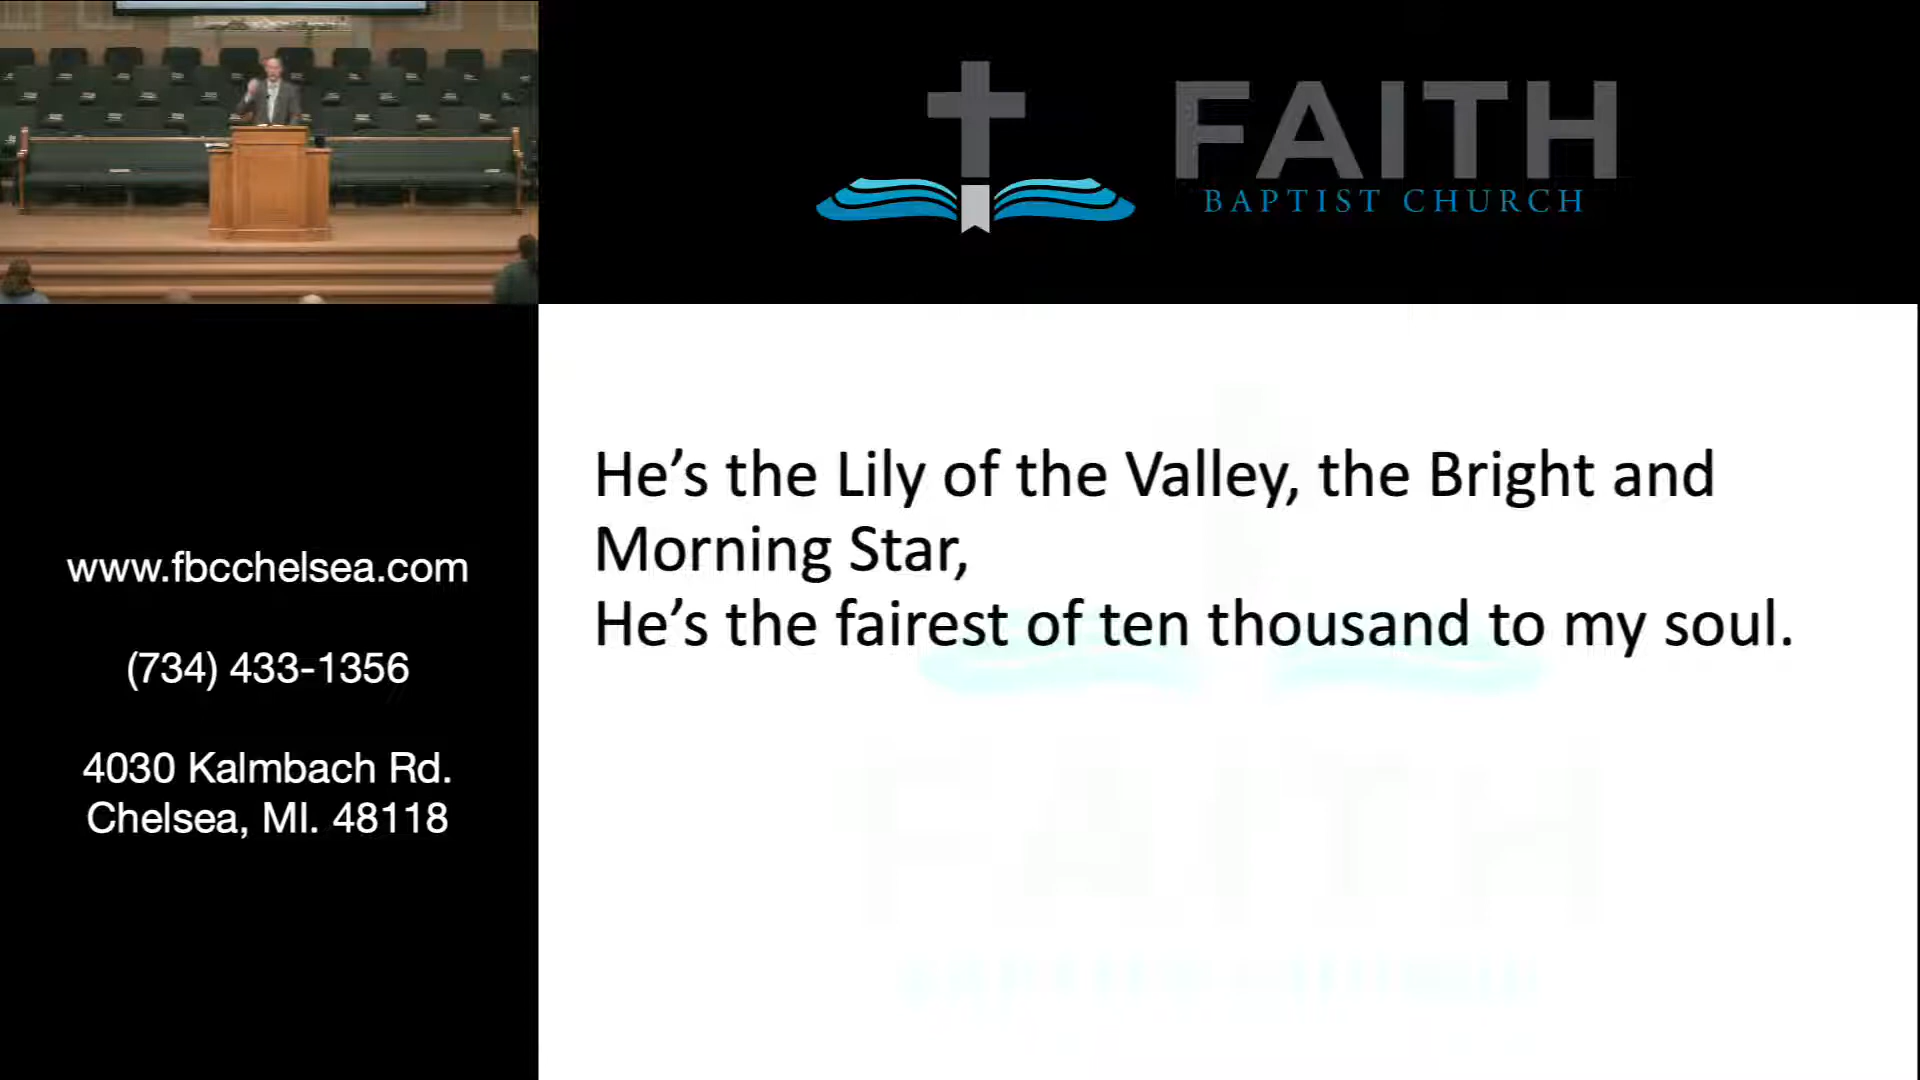 FAITH
BAPTIST CHURCH
He’s the Lily of the Valley, the Bright and
Morning Star,
He’s the fairest of ten thousand to my soul.
www.fbcchelsea.com
(734) 433-1356
4030 Kalmbach Rd.
Chelsea, MI. 48118